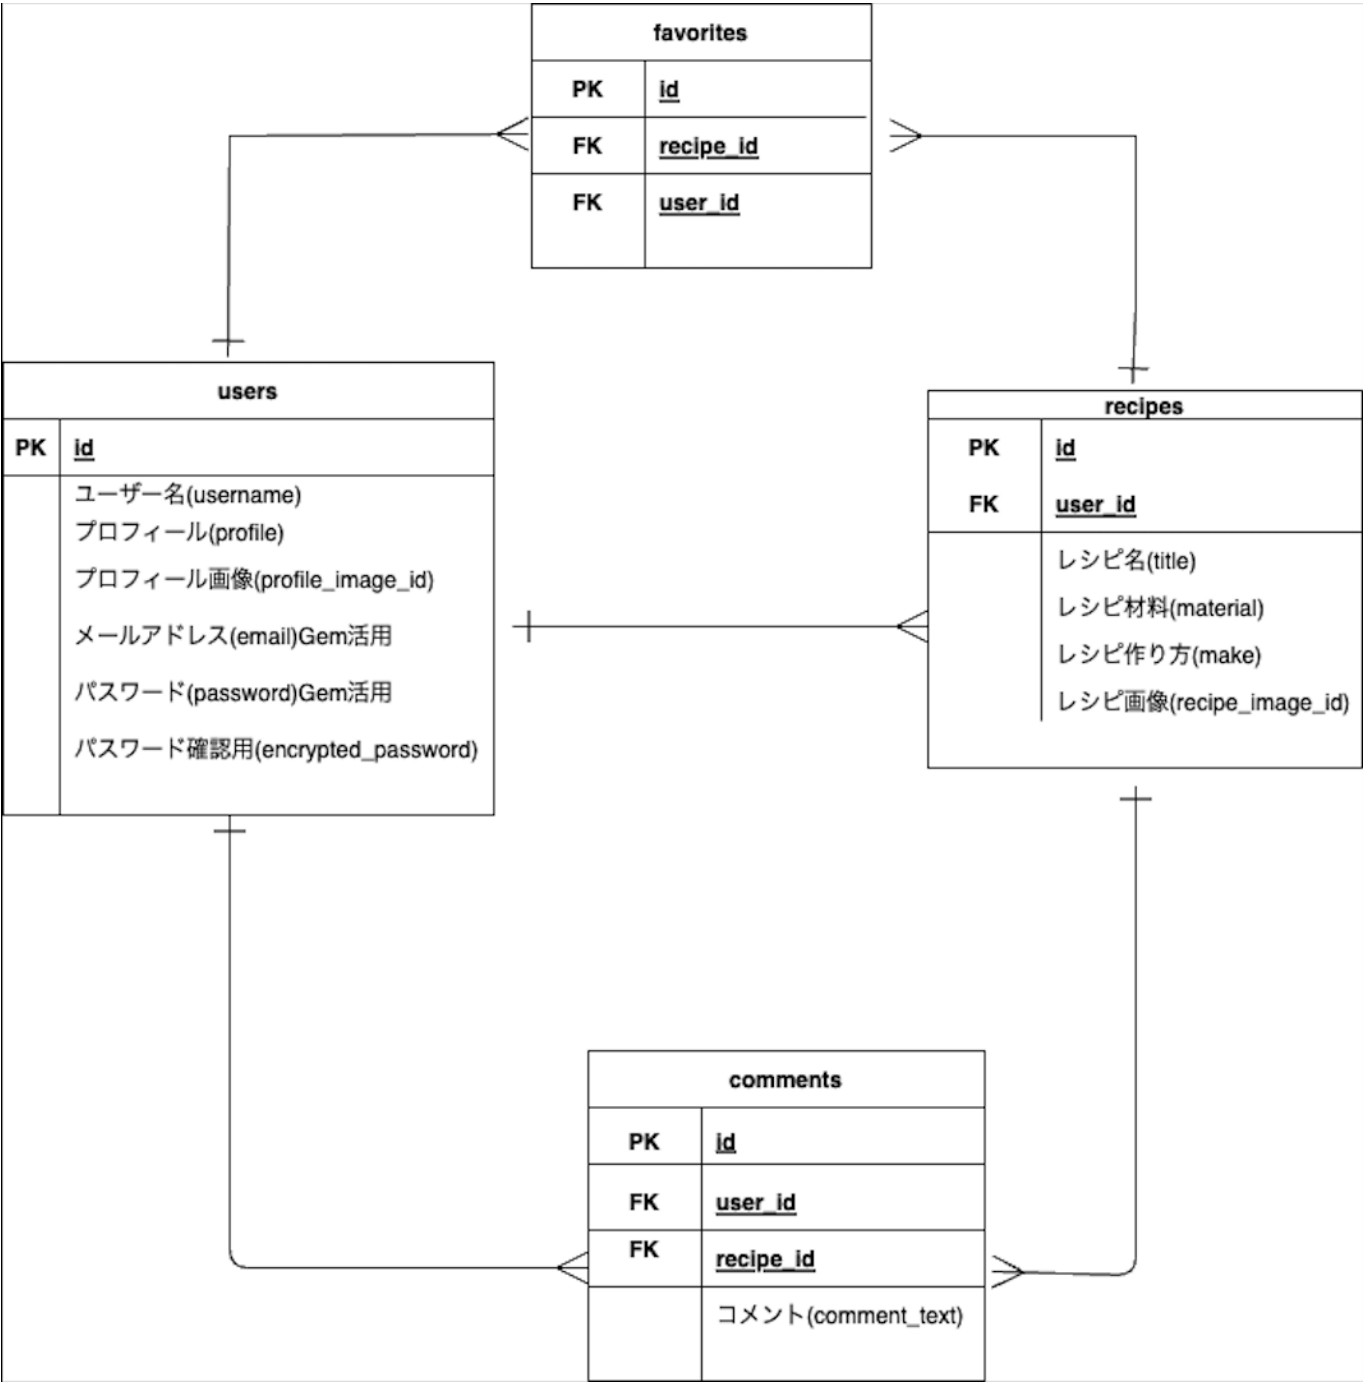 favorites
PK id
FK recipe_id
FK user_id
users
PK id
ユーザー名(username)
プロフィール(profile)
プロフィール画像(profile_image_id)
メールアドレス(email)Gem活用
パスワード(password)Gem活用
パスワード確認用(encrypted_password)
recipes
PK id
FK user_id
レシピ名(title)
レシピ材料(material)
レシピ作り方(make)
レシピ画像(recipe_image_id)
comments
PK id
FK user_id
FK recipe_id
コメント(comment_text)